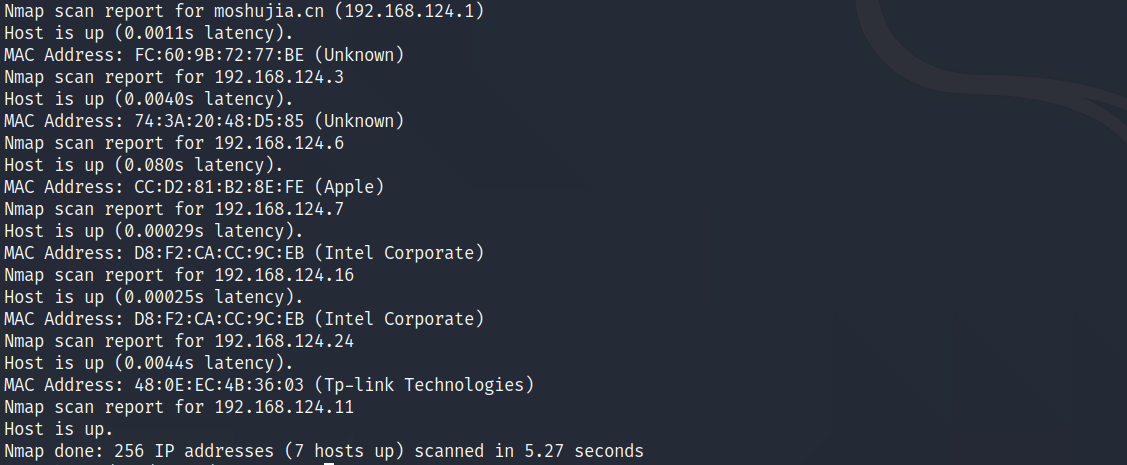 Nmap scan report for moshujia.cn (192.168.124.1)
Host is up (0.0011s latency).
MAC Address: FC:60:9B:72:77:BE (Unknown)
Nmap scan report for 192.168.124.3
Host is up (0.0040s latency).
MAC Address: 74:3A:20:48:D5:85 (Unknown)
Nmap scan report for 192.168.124.6
Host is up (0.080s latency).
MAC Address: CC:D2:81:B2:8E:FE (Apple)
Nmap scan report for 192.168.124.7
Host is up (0.00029s latency).
MAC Address: D8:F2:CA:CC:9C:EB (Intel Corporate)
Nmap scan report for 192.168.124.16
Host is up (0.00025s latency).
MAC Address: D8:F2:CA:CC:9C:EB (Intel Corporate)
Nmap scan report for 192.168.124.24
Host is up (0.0044s latency).
MAC Address: 48:0E:EC:4B:36:03 (Tp-link Technologies)
Nmap scan report for 192.168.124.11
Host is up.
Nmap done: 256 IP addresses (7 hosts up) scanned in 5.27 seconds